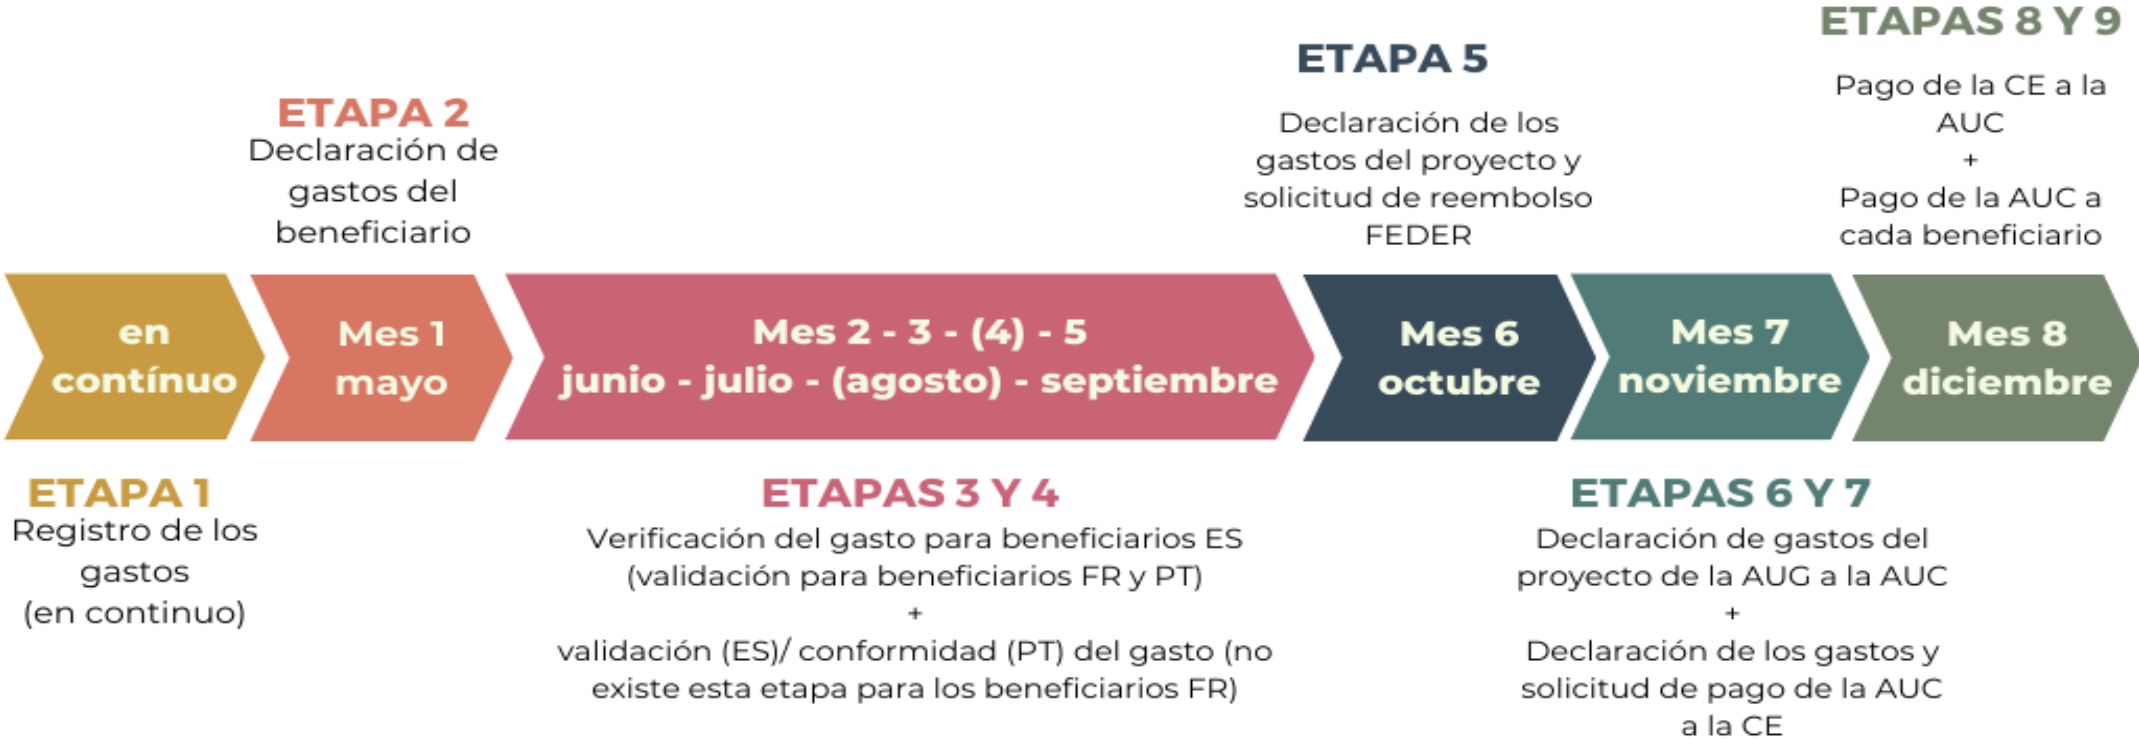 ETAPA 1
Registro de los
gastos
(en continuo)
en
contínuo
ETAPA 2
Declaración de
gastos del
beneficiario
Mes 1
mayo
Mes 2 - 3 - (4) - 5
junio - julio - (agosto) - septiembre
ETAPAS 3 Y 4
Verificación del gasto para beneficiarios ES
(validación para beneficiarios FR y PT)
+
validación (ES)/ conformidad (PT) del gasto (no
existe esta etapa para los beneficiarios FR)
ETAPA 5
Declaración de los
gastos del proyecto y
solicitud de reembolso
FEDER
Mes 6
octubre
Mes 7
noviembre
ETAPAS 6 Y 7
Declaración de gastos del
proyecto de la AUG a la AUC
+
Declaración de los gastos y
solicitud de pago de la AUC
a la CE
ETAPAS 8 Y 9
Pago de la CE a la
AUC
+
Pago de la AUC a
cada beneficiario
Mes 8
diciembre